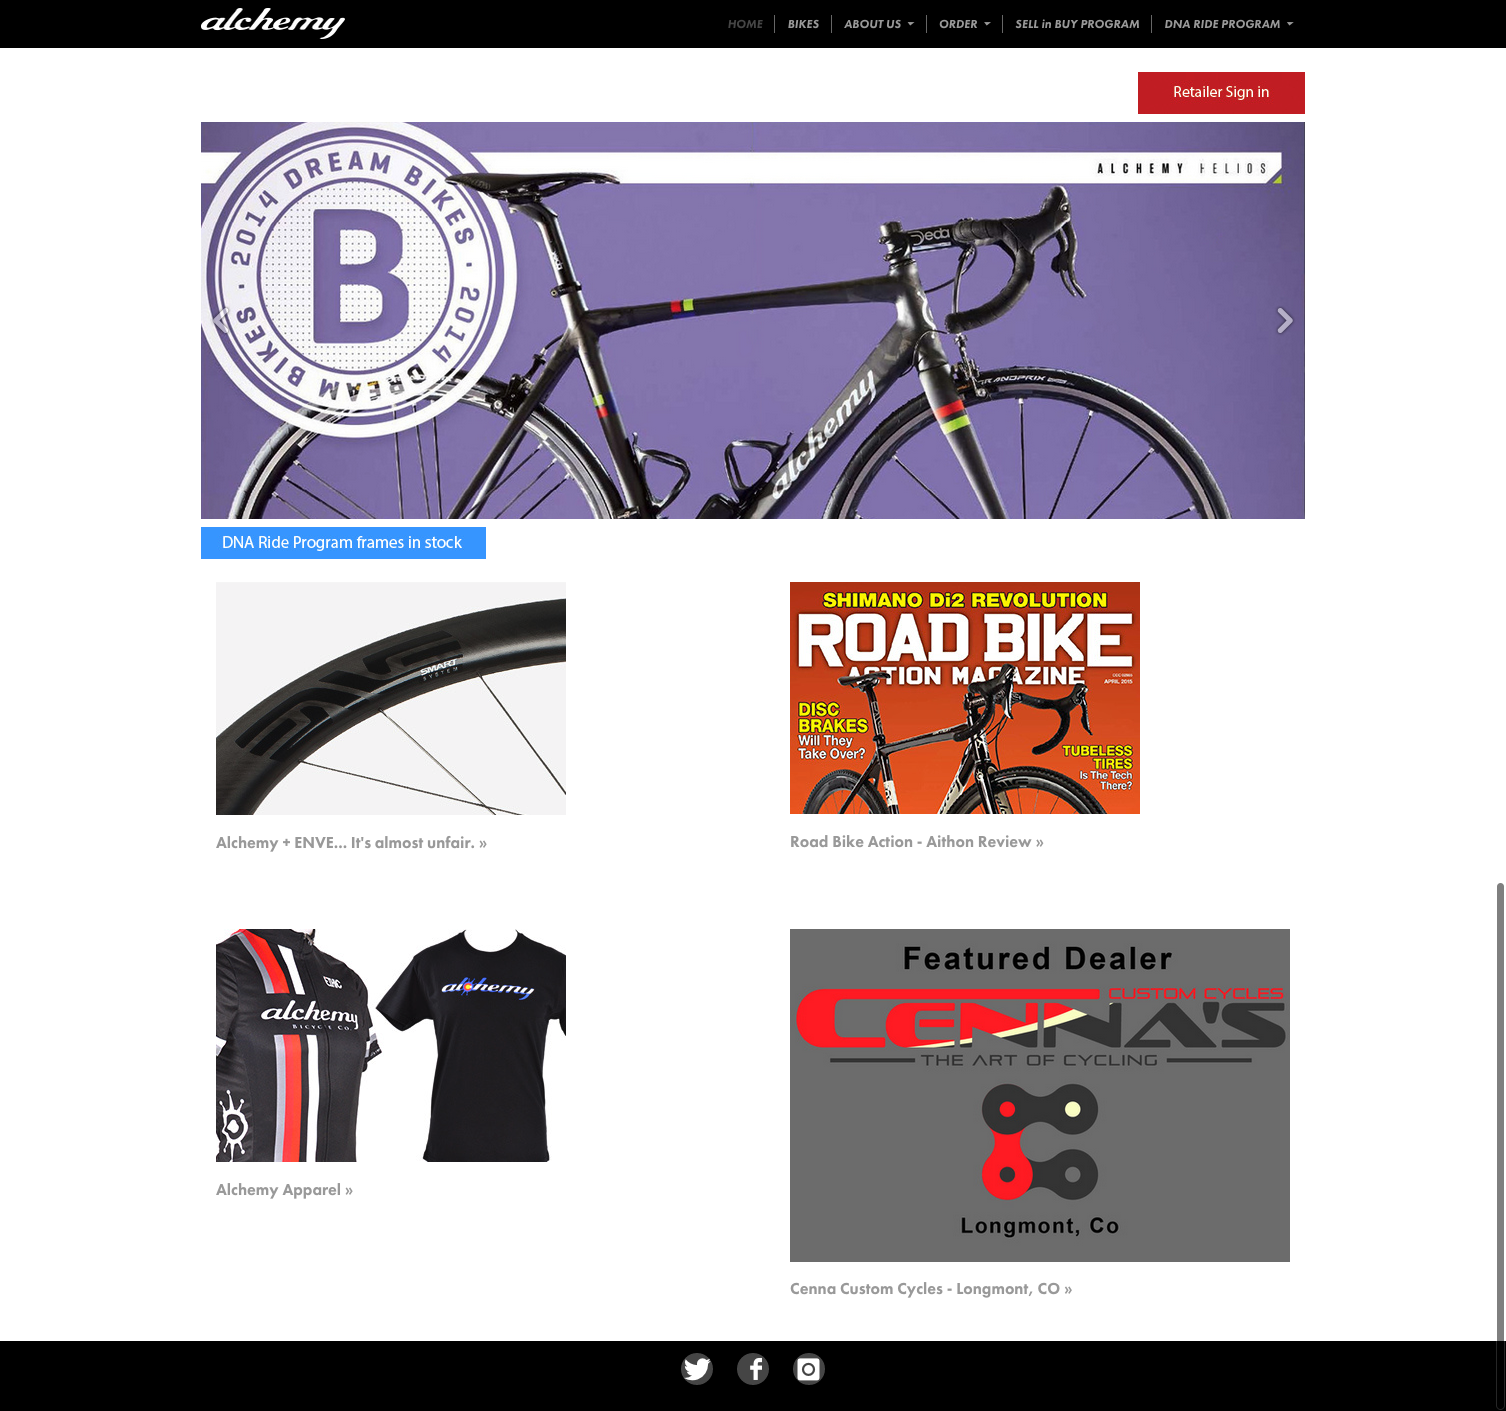 alchemy
HOME
BIKES
ABOUT US
ORDER
SELL in BUY PROGRAM
DNA RIDE PROGRAM
Retailer Sign in
2014 DREAM BIKES · 2014 DREAM BIKES ·
B
ALCHEMY HELIOS
Deda
GRANDPRIX
alchemy
DNA Ride Program frames in stock
ENVE
SMART
SYSTEM
SHIMANO Di2 REVOLUTION
ROAD BIKE
ACTION MAGAZINE
APRIL 2015
DISC
BRAKES
Will They
Take Over?
TUBELESS
TIRES
Is The Tech
There?
Alchemy + ENVE... It's almost unfair. »
Road Bike Action - Aithon Review »
alchemy
BICYCLE Co.
alchemy
Featured Dealer
CUSTOM CYCLES
CENNA'S
THE ART OF CYCLING
Longmont, Co
Alchemy Apparel »
Cenna Custom Cycles - Longmont, CO »